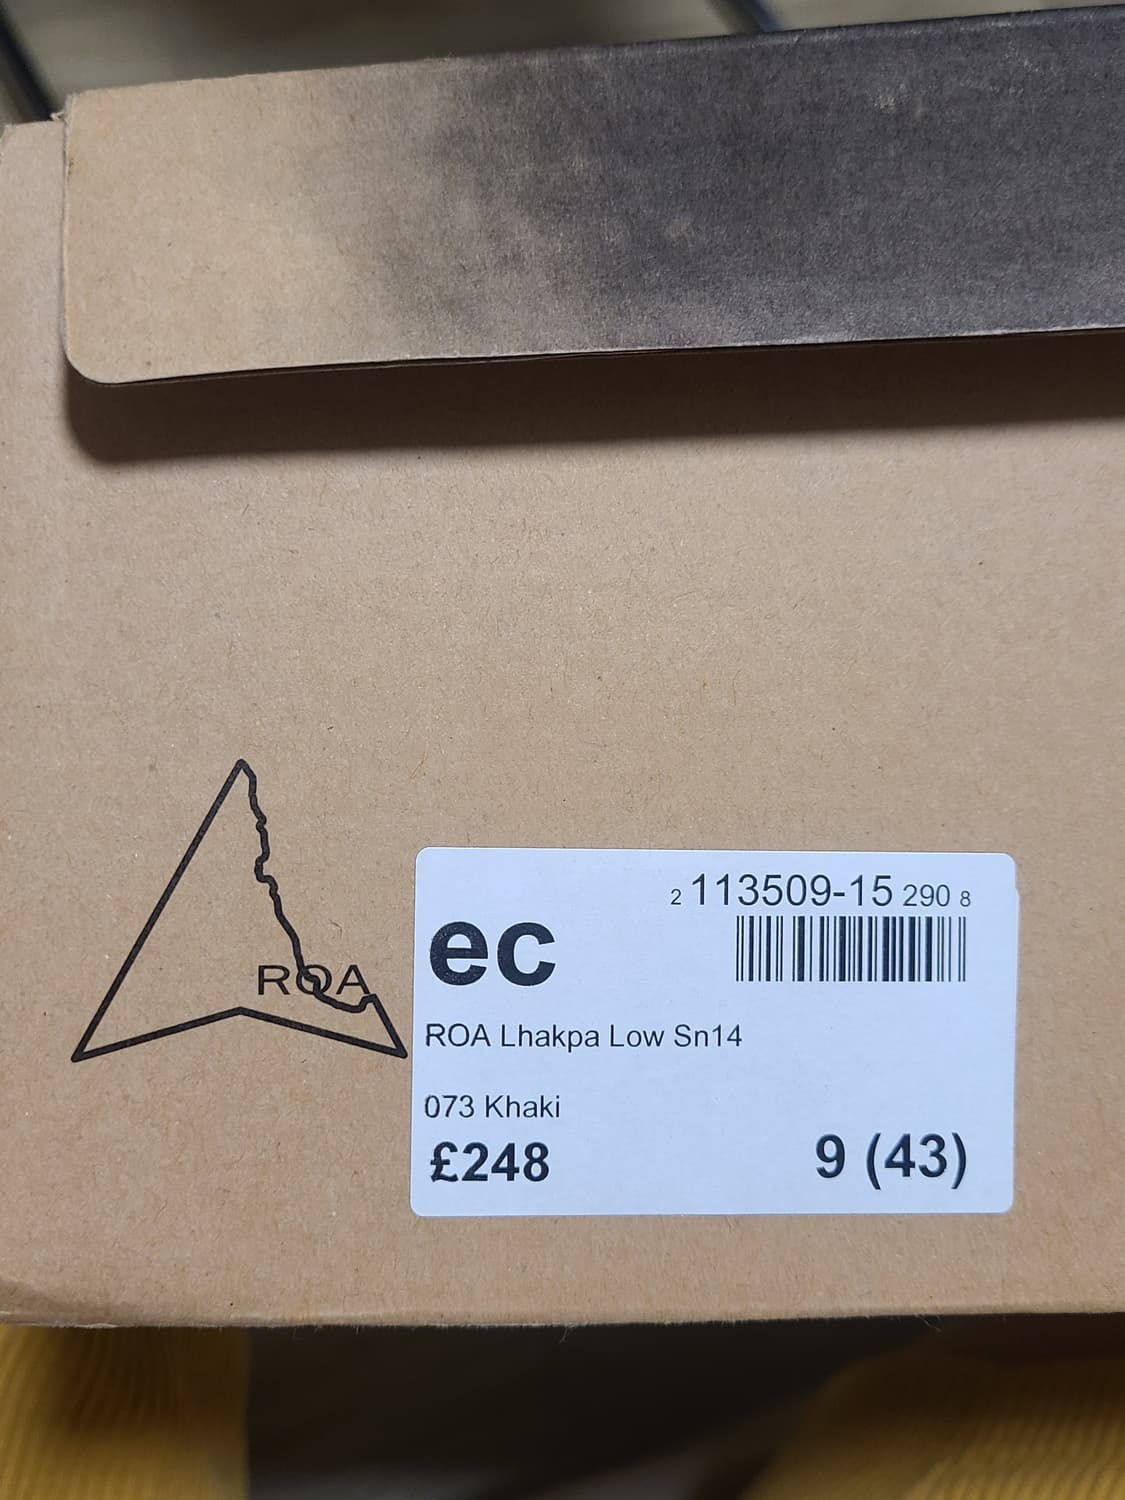 ROA
2 113509-15 290 8
ec
ROA Lhakpa Low Sn14
073 Khaki
£248 9 (43)